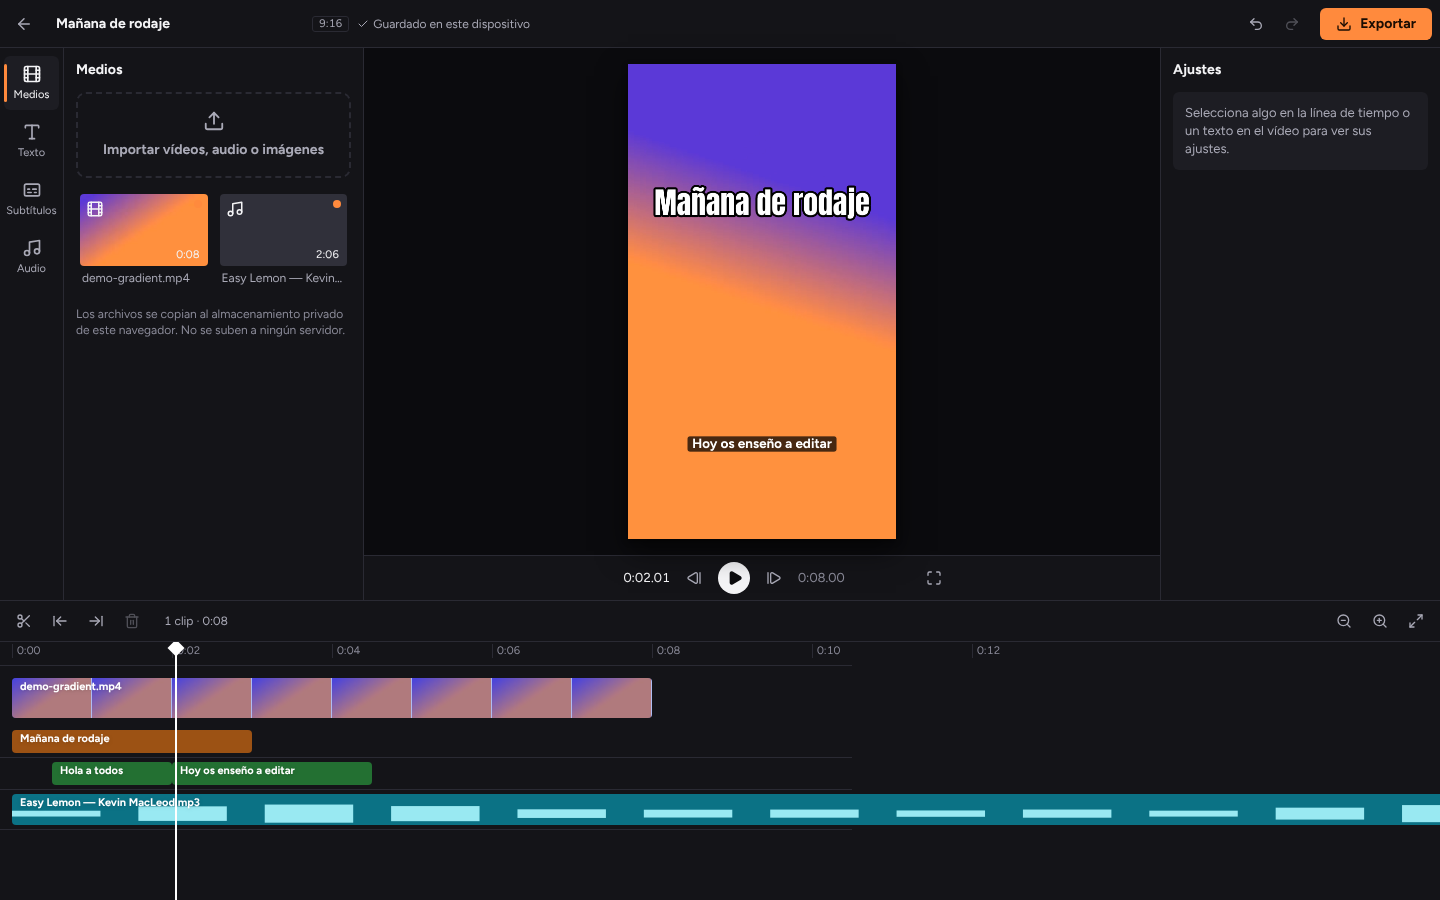 Mañana de rodaje
9:16
Guardado en este dispositivo
Exportar
Medios
Texto
Subtítulos
Audio
Medios
Importar vídeos, audio o imágenes
0:08
2:06
demo-gradient.mp4
Easy Lemon — Kevin...
Los archivos se copian al almacenamiento privado
de este navegador. No se suben a ningún servidor.
Mañana de rodaje
Hoy os enseño a editar
0:02.01
0:08.00
Ajustes
Selecciona algo en la línea de tiempo o
un texto en el vídeo para ver sus
ajustes.
1 clip · 0:08
0:00
:02
0:04
0:06
0:08
0:10
0:12
demo-gradient.mp4
Mañana de rodaje
Hola a todos
Hoy os enseño a editar
Easy Lemon — Kevin MacLeod.mp3